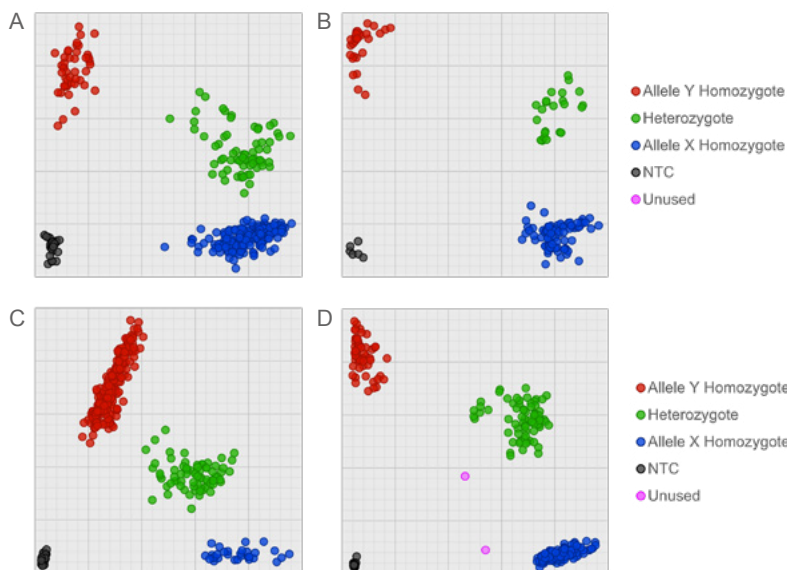 A
B
Allele Y Homozygote
Heterozygote
Allele X Homozygote
NTC
Unused
C
D
Allele Y Homozygote
Heterozygote
Allele X Homozygote
NTC
Unused